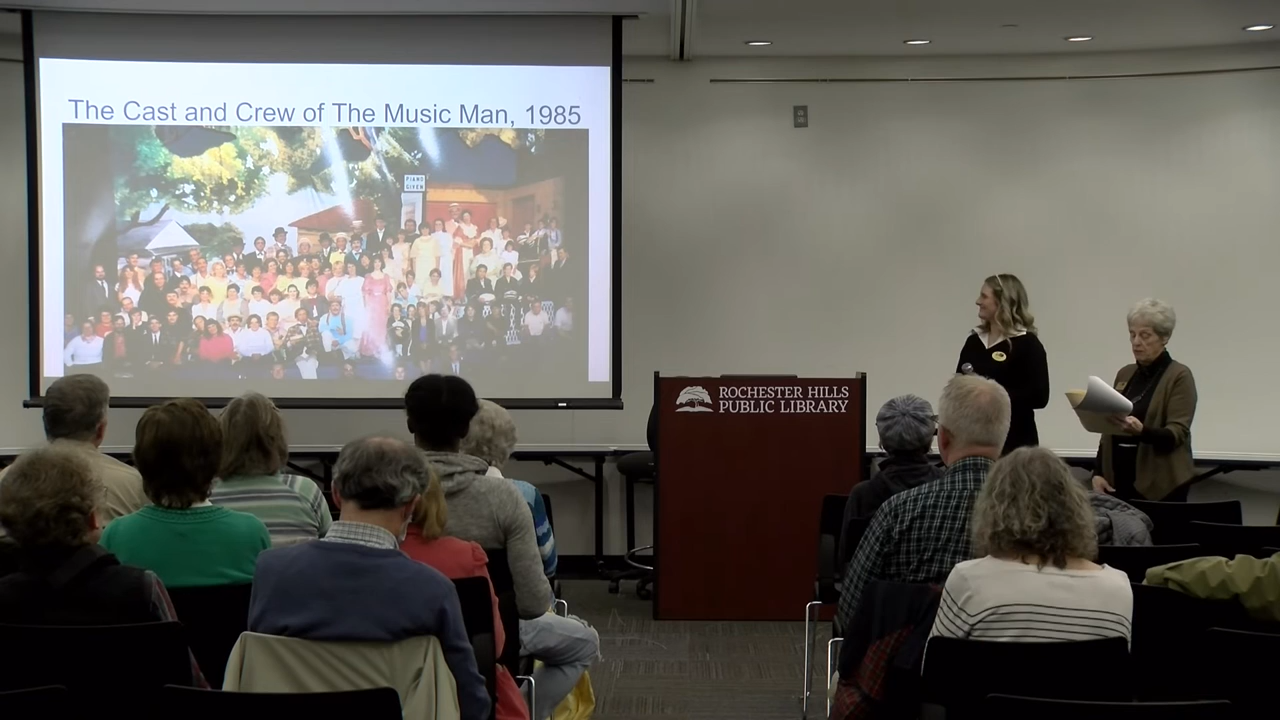 The Cast and Crew of The Music Man, 1985
PIANO
GIVEN
ROCHESTER HILLS
PUBLIC LIBRARY